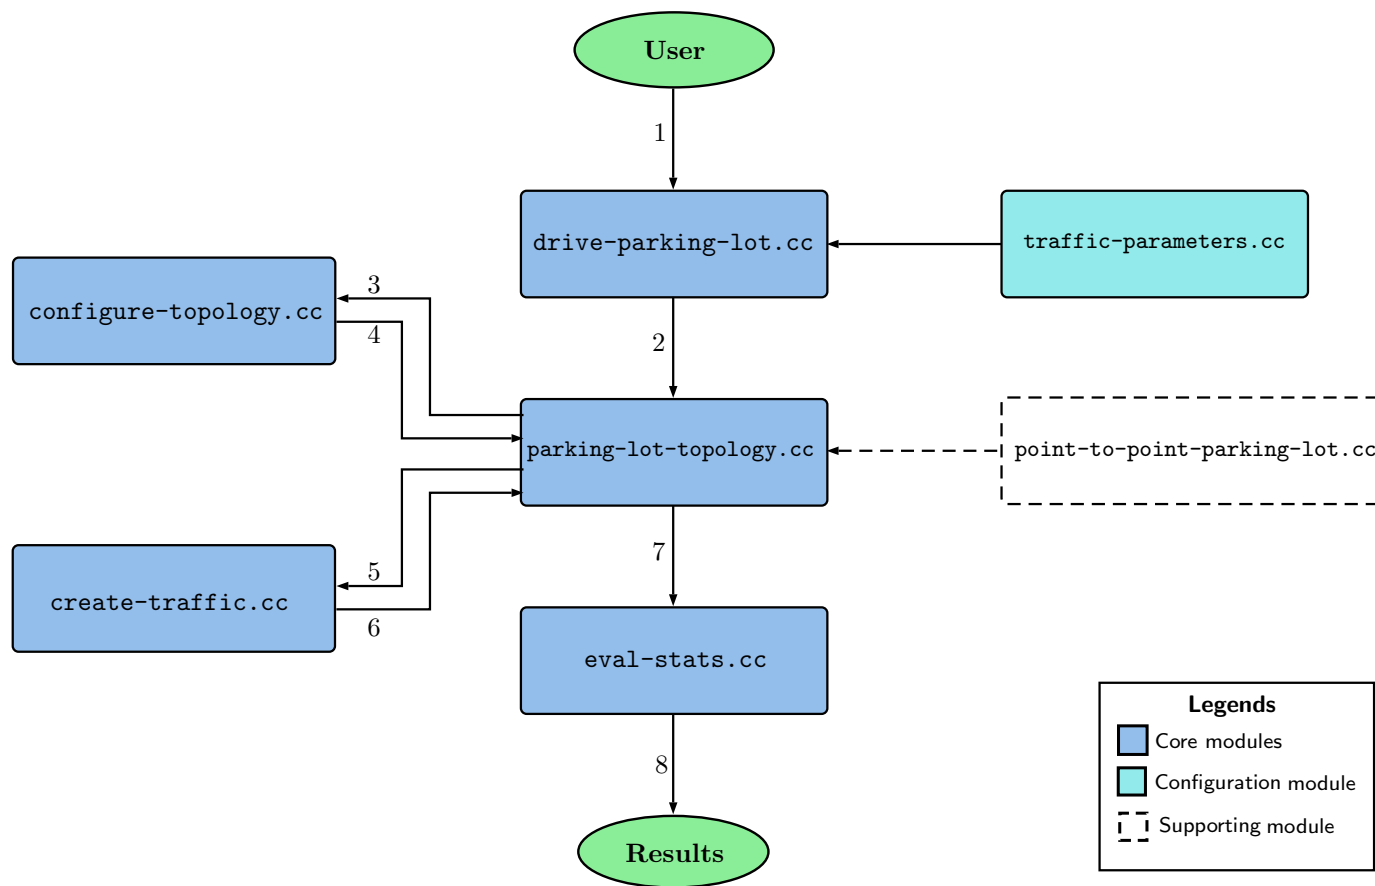 User
1
drive-parking-lot.cc
traffic-parameters.cc
3
configure-topology.cc
4
2
parking-lot-topology.cc
point-to-point-parking-lot.cc
5
create-traffic.cc
6
7
eval-stats.cc
8
Results
Legends
Core modules
Configuration module
Supporting module